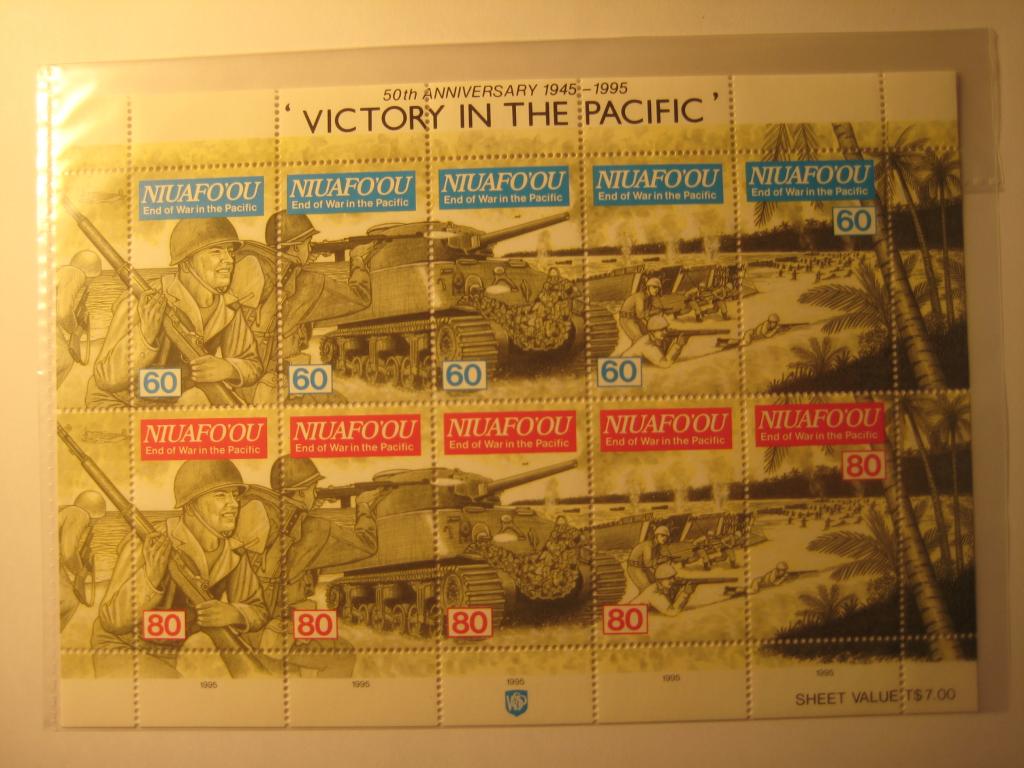 50th ANNIVERSARY 1945-1995
'VICTORY IN THE PACIFIC'
NIUAFO'OU NIUAFO'OU NIUAFO'OU NIUAFO'OU NIUAFO'OU
End of War in the Pacific End of War in the Pacific End of War in the Pacific End of War in the Pacific End of War in the Pacific
60
60 60 60 60
NIUAFO'OU NIUAFO'OU NIUAFO'OU NIUAFO'OU NIUAFO'OU
End of War in the Pacific End of War in the Pacific End of War in the Pacific End of War in the Pacific End of War in the Pacific
80
80 80 80 80
1995 1995 1995 1995 1995
SHEET VALUE T$7.00